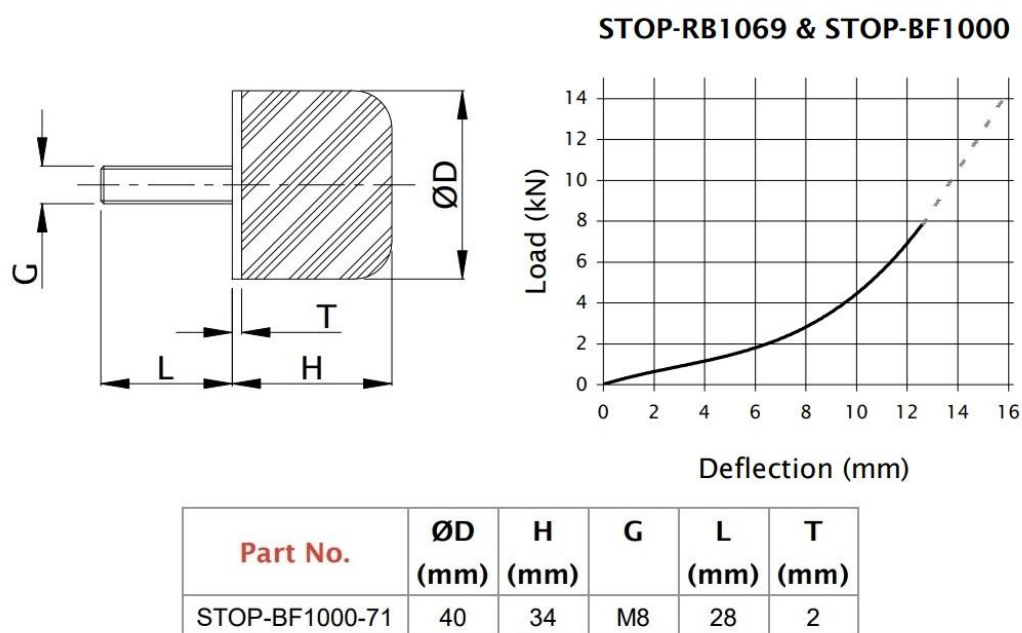 STOP-RB1069 & STOP-BF1000
G
L
T
H
ØD
Load (kN)
14
12
10
8
6
4
2
0
0 2 4 6 8 10 12 14 16
Deflection (mm)
Part No. ØD (mm) H (mm) G L (mm) T (mm)
STOP-BF1000-71 40 34 M8 28 2